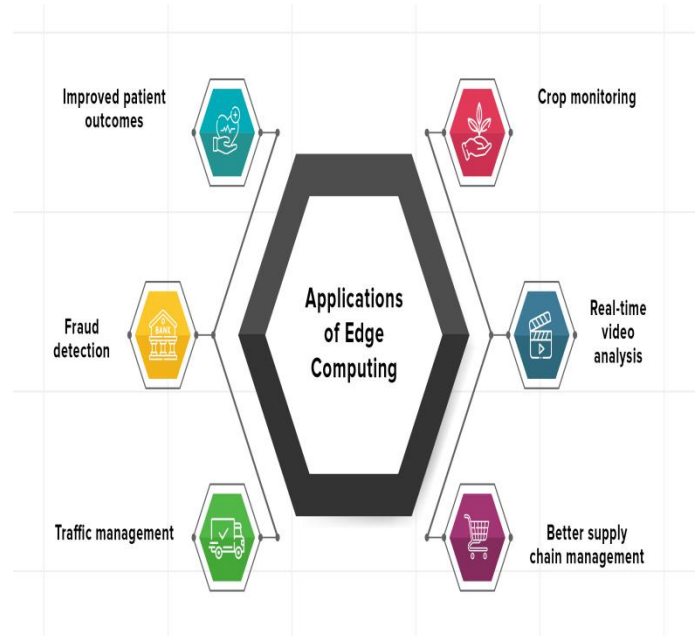 Improved patient
outcomes
Crop monitoring
Applications
of Edge
Computing
Fraud
detection
BANK
Real-time
video
analysis
Traffic management
Better supply
chain management